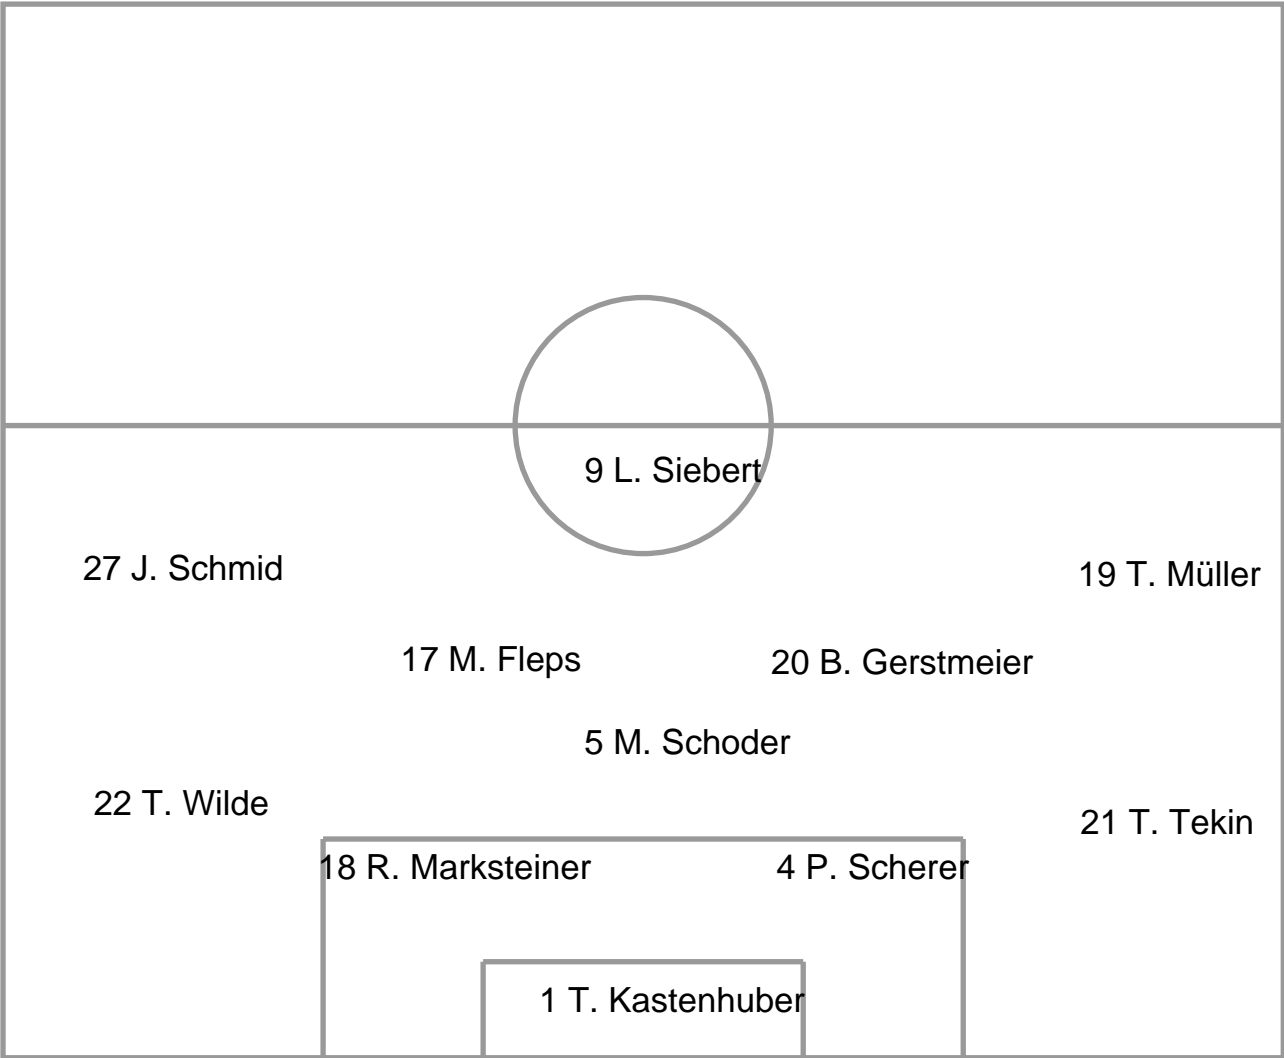 9 L. Siebert
27 J. Schmid
19 T. Müller
17 M. Fleps
20 B. Gerstmeier
5 M. Schoder
22 T. Wilde
21 T. Tekin
18 R. Marksteiner
4 P. Scherer
1 T. Kastenhuber